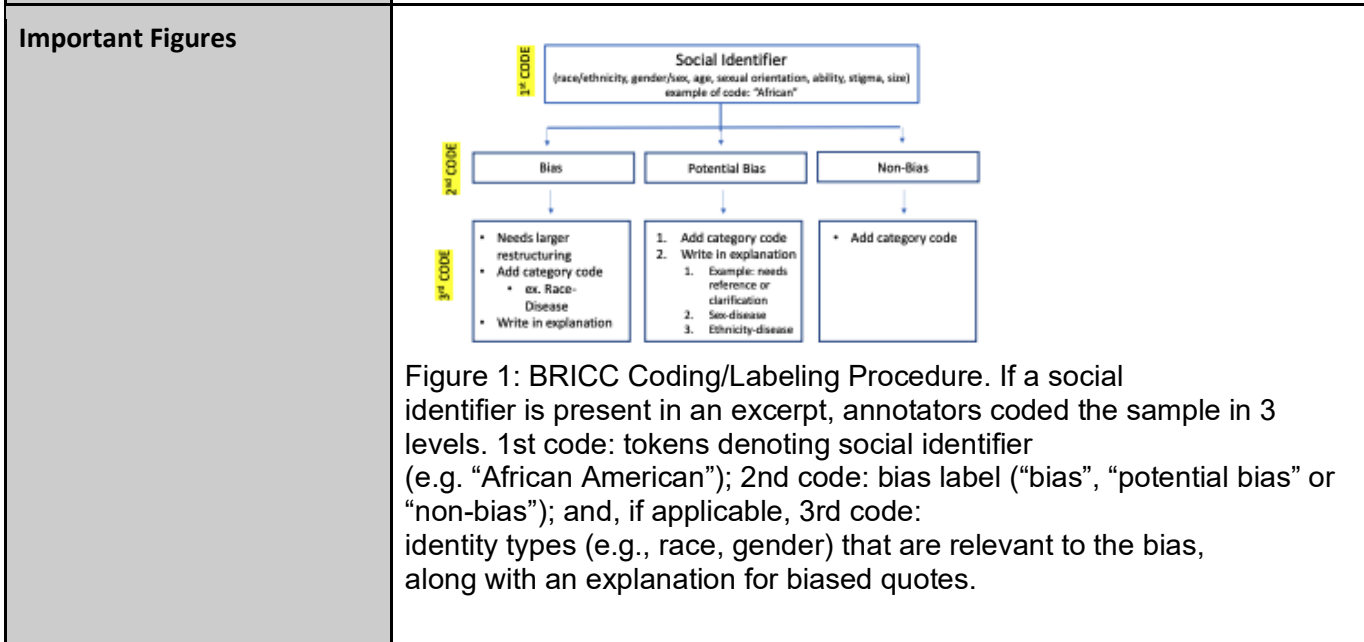 Important Figures
1st CODE
Social Identifier
(race/ethnicity, gender/sex, age, sexual orientation, ability, stigma, size)
example of code: "African"
2nd CODE
Bias
Potential Bias
Non-Bias
3rd CODE
• Needs larger
restructuring
• Add category code
• ex. Race-
Disease
• Write in explanation
1. Add category code
2. Write in explanation
1. Example: needs
reference or
clarification
2. Sex-disease
3. Ethnicity-disease
• Add category code
Figure 1: BRICC Coding/Labeling Procedure. If a social
identifier is present in an excerpt, annotators coded the sample in 3
levels. 1st code: tokens denoting social identifier
(e.g. “African American”); 2nd code: bias label (“bias”, “potential bias” or
“non-bias”); and, if applicable, 3rd code:
identity types (e.g., race, gender) that are relevant to the bias,
along with an explanation for biased quotes.